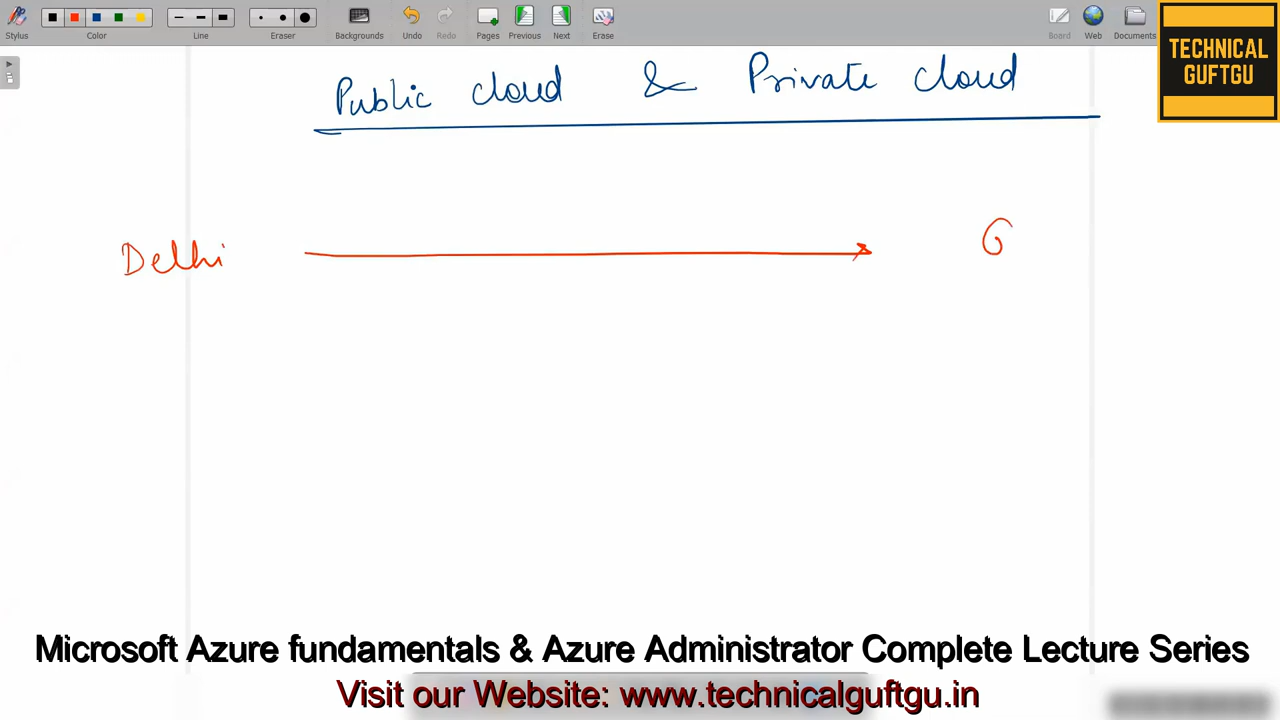 Stylus Color Line Eraser Backgrounds Undo Redo Pages Previous Next Erase Board Web Documents
TECHNICAL
GUFTGU
Public cloud & Private cloud
Delhi G
Microsoft Azure fundamentals & Azure Administrator Complete Lecture Series
Visit our Website: www.technicalguftgu.in